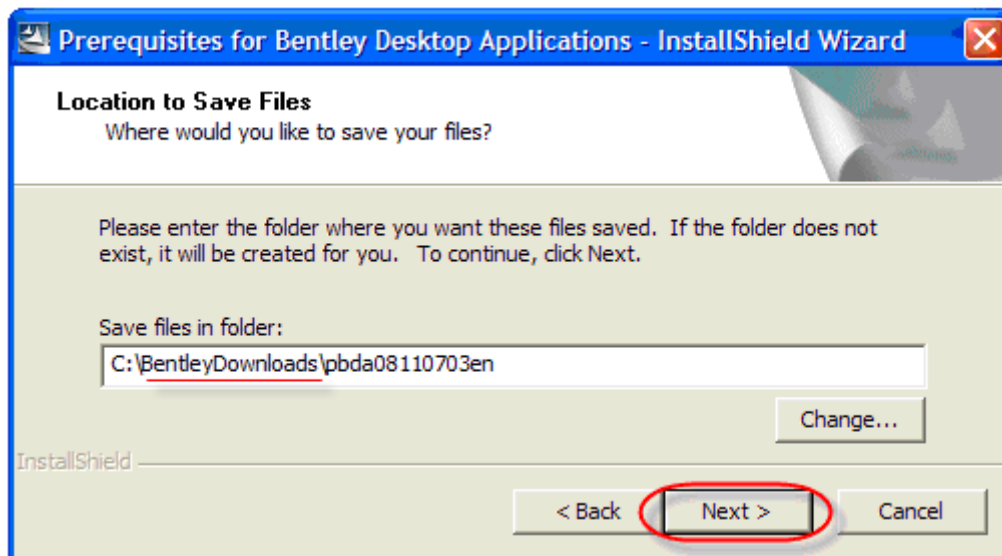 Prerequisites for Bentley Desktop Applications - InstallShield Wizard
Location to Save Files
Where would you like to save your files?
Please enter the folder where you want these files saved.  If the folder does not
exist, it will be created for you.   To continue, click Next.
Save files in folder:
C:\BentleyDownloads\pbda08110703en
Change...
InstallShield
< Back
Next >
Cancel